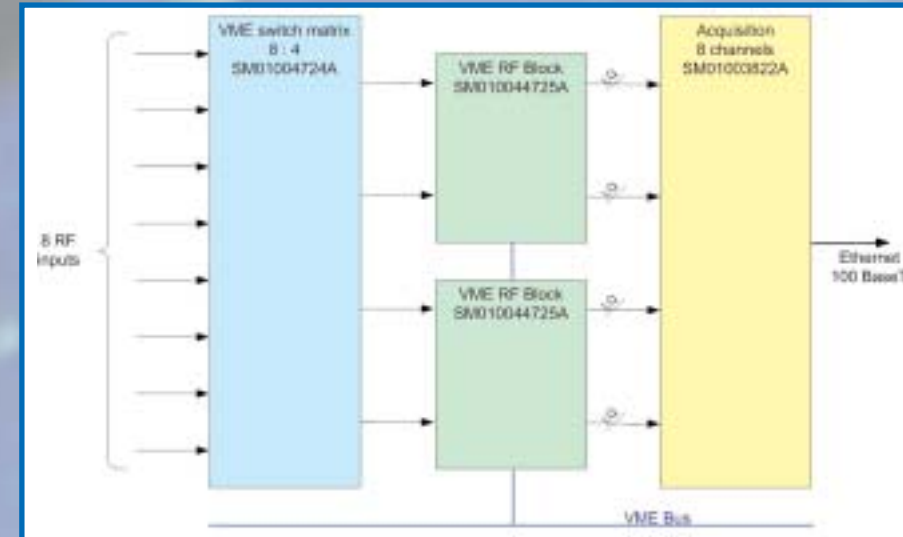 VME switch matrix
8 : 4
SM01004724A
VME RF Block
SM010044725A
Acquisition
8 channels
SM01003822A
8 RF
inputs
Ethernet
100 BaseT
VME RF Block
SM010044725A
VME Bus